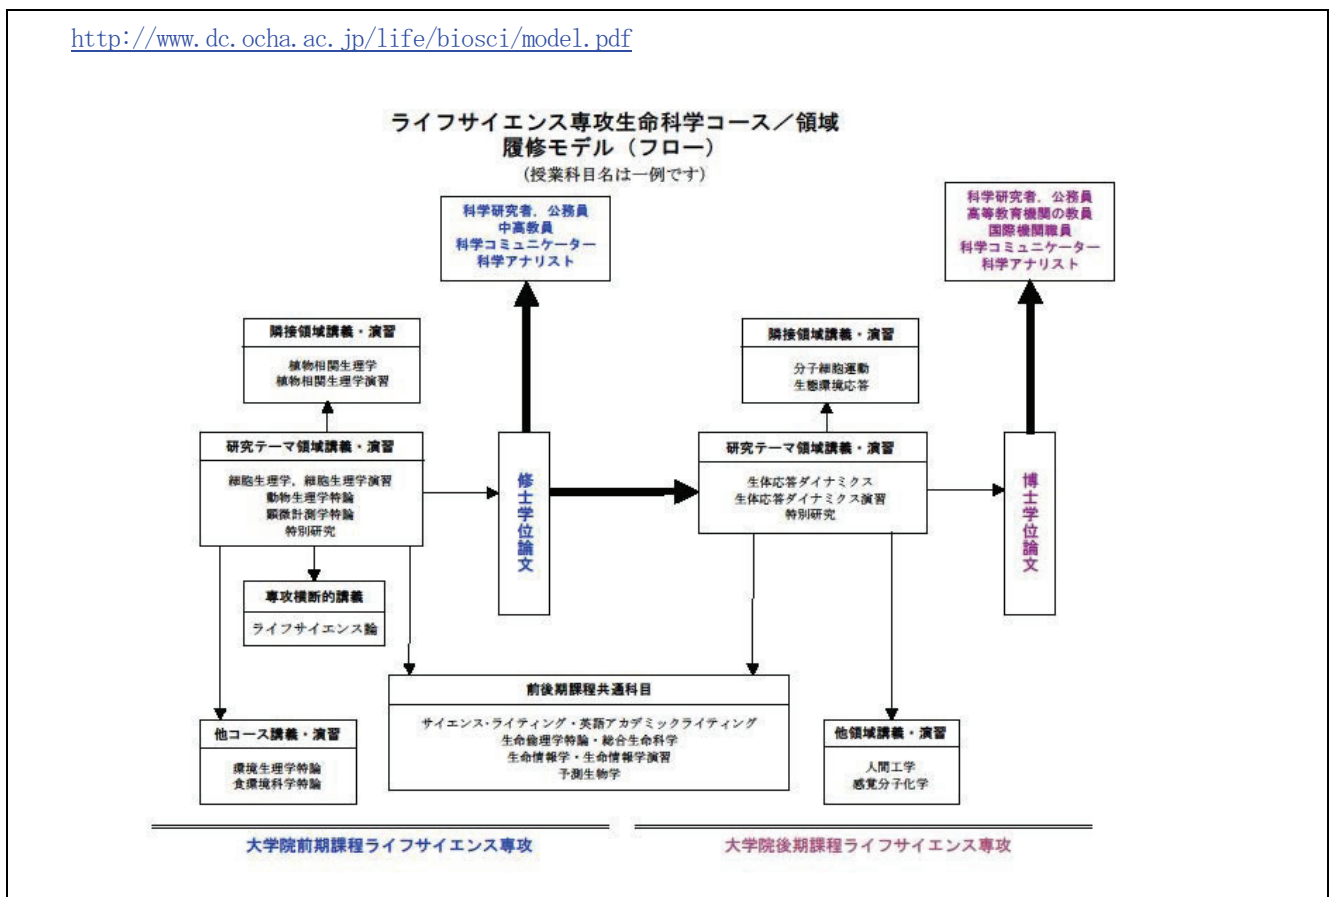 http://www.dc.ocha.ac.jp/life/biosci/model.pdf
ライフサイエンス専攻生命科学コース／領域
履修モデル（フロー）
（授業科目名は一例です）
科学研究者，公務員
中高教員
科学コミュニケーター
科学アナリスト
科学研究者，公務員
高等教育機関の教員
国際機関職員
科学コミュニケーター
科学アナリスト
隣接領域講義・演習
植物相関生理学
植物相関生理学演習
隣接領域講義・演習
分子細胞運動
生態環境応答
研究テーマ領域講義・演習
細胞生理学，細胞生理学演習
動物生理学特論
顕微計測学特論
特別研究
修士学位論文
研究テーマ領域講義・演習
生体応答ダイナミクス
生体応答ダイナミクス演習
特別研究
博士学位論文
専攻横断的講義
ライフサイエンス論
前後期課程共通科目
サイエンス・ライティング・英語アカデミックライティング
生命倫理学特論・総合生命科学
生命情報学・生命情報学演習
予測生物学
他コース講義・演習
環境生理学特論
食環境科学特論
他領域講義・演習
人間工学
感覚分子化学
大学院前期課程ライフサイエンス専攻
大学院後期課程ライフサイエンス専攻